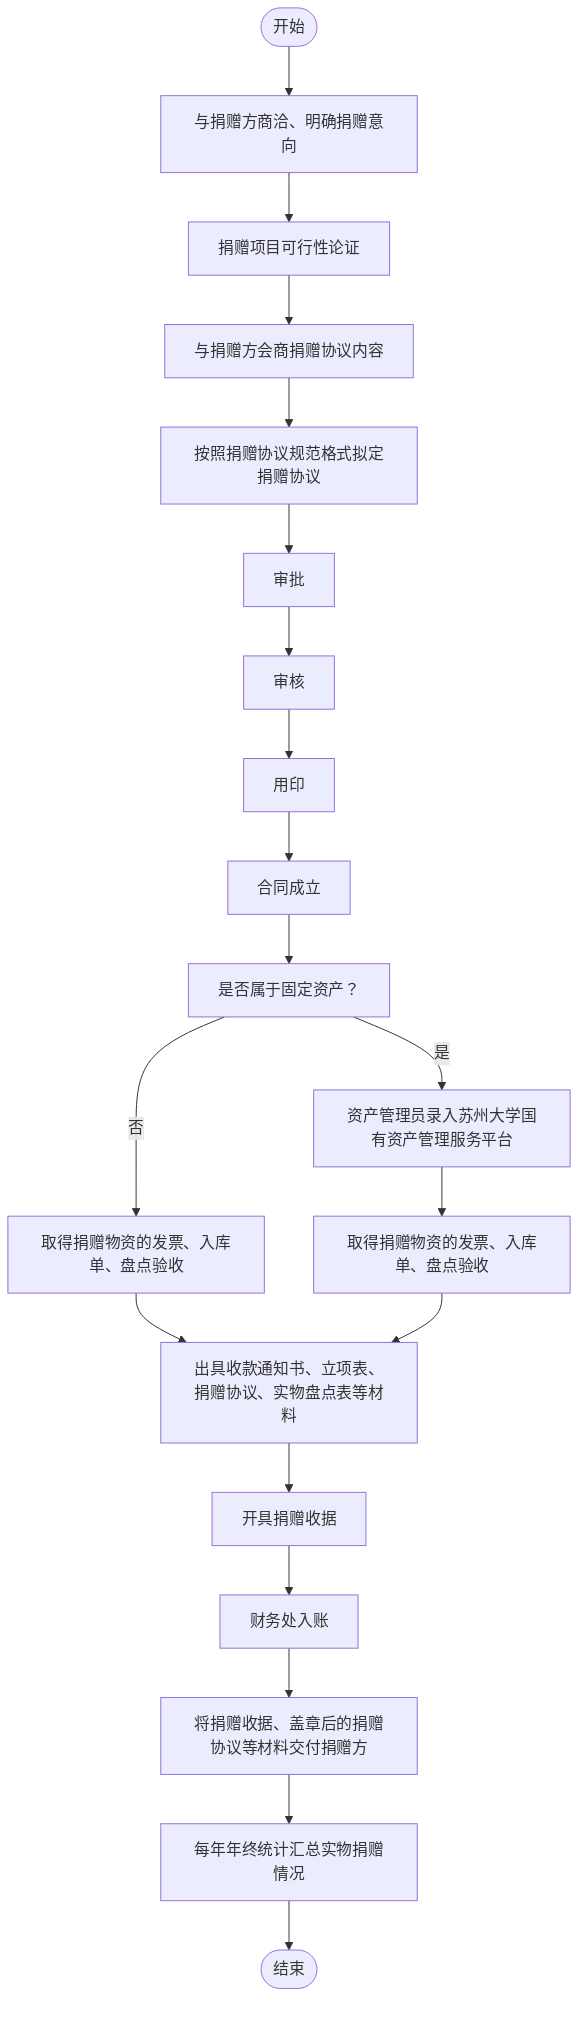 开始
与捐赠方商洽、明确捐赠意
向
捐赠项目可行性论证
与捐赠方会商捐赠协议内容
按照捐赠协议规范格式拟定
捐赠协议
审批
审核
用印
合同成立
是否属于固定资产？
是
否
资产管理员录入苏州大学国
有资产管理服务平台
取得捐赠物资的发票、入库
单、盘点验收
取得捐赠物资的发票、入库
单、盘点验收
出具收款通知书、立项表、
捐赠协议、实物盘点表等材
料
开具捐赠收据
财务处入账
将捐赠收据、盖章后的捐赠
协议等材料交付捐赠方
每年年终统计汇总实物捐赠
情况
结束